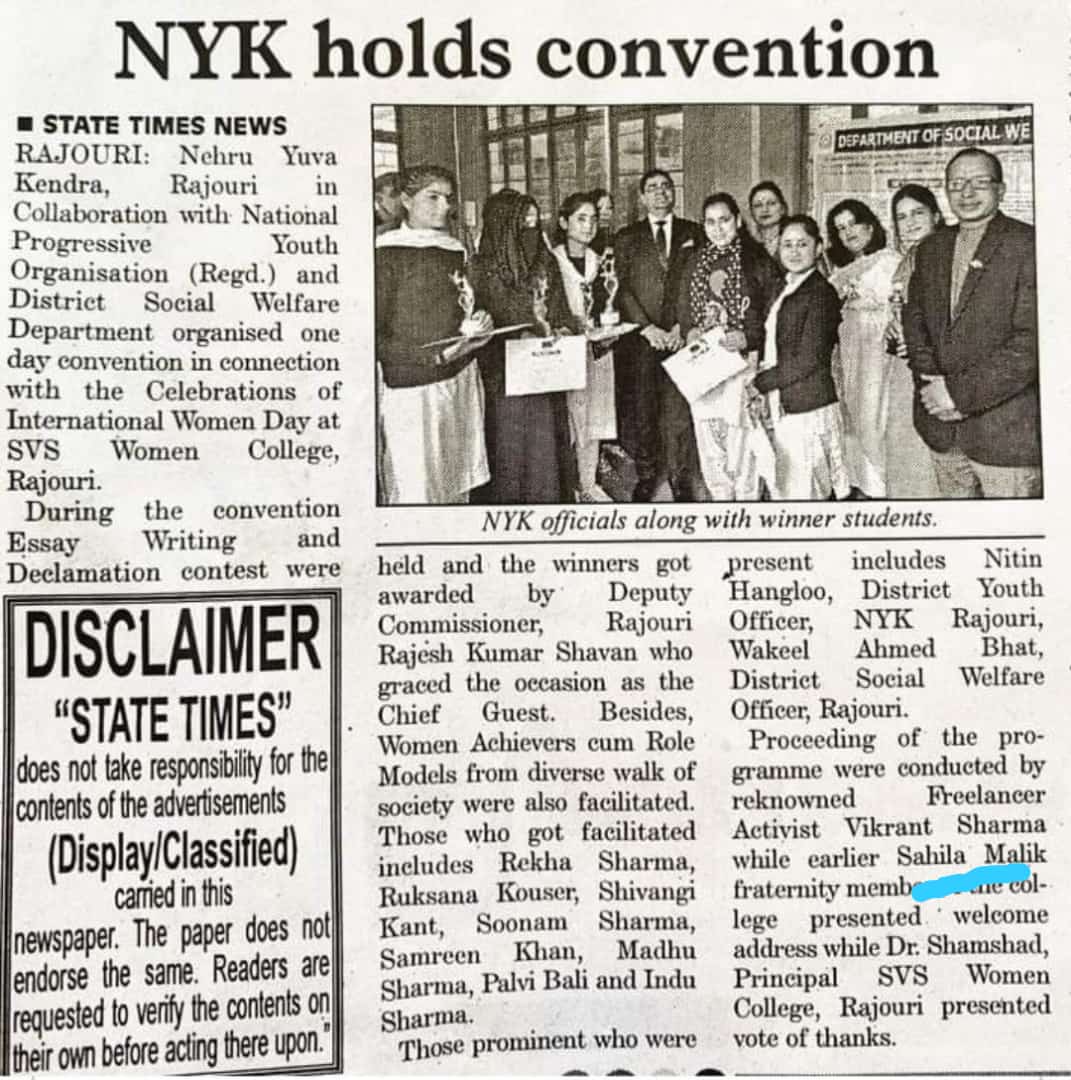 NYK holds convention
■ STATE TIMES NEWS
RAJOURI: Nehru Yuva
Kendra, Rajouri in
Collaboration with National
Progressive Youth
Organisation (Regd.) and
District Social Welfare
Department organised one
day convention in connection
with the Celebrations of
International Women Day at
SVS Women College,
Rajouri.
During the convention
Essay Writing and
Declamation contest were
DEPARTMENT OF SOCIAL WE
NYK officials along with winner students.
held and the winners got
awarded by Deputy
Commissioner, Rajouri
Rajesh Kumar Shavan who
graced the occasion as the
Chief Guest. Besides,
Women Achievers cum Role
Models from diverse walk of
society were also facilitated.
Those who got facilitated
includes Rekha Sharma,
Ruksana Kouser, Shivangi
Kant, Soonam Sharma,
Samreen Khan, Madhu
Sharma, Palvi Bali and Indu
Sharma.
Those prominent who were
present includes Nitin
Hangloo, District Youth
Officer, NYK Rajouri,
Wakeel Ahmed Bhat,
District Social Welfare
Officer, Rajouri.
Proceeding of the pro-
gramme were conducted by
reknowned Freelancer
Activist Vikrant Sharma
while earlier Sahila Malik
fraternity the col-
lege presented welcome
address while Dr. Shamshad,
Principal SVS Women
College, Rajouri presented
vote of thanks.
DISCLAIMER
"STATE TIMES"
does not take responsibility for the
contents of the advertisements
(Display/Classified)
carried in this
newspaper. The paper does not
endorse the same. Readers are
requested to verify the contents on
their own before acting there upon."